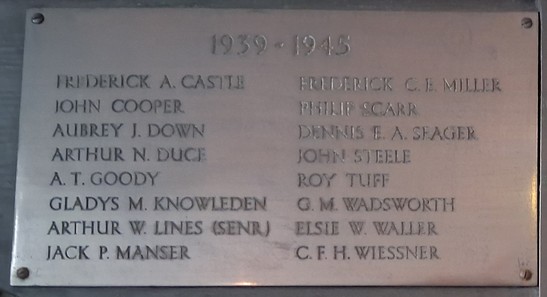 1939-1945
FREDERICK A. CASTLE
JOHN COOPER
AUBREY J. DOWN
ARTHUR N. DUCE
A. T. GOODY
GLADYS M. KNOWLEDEN
ARTHUR W. LINES (SENR)
JACK P. MANSER
FREDERICK C. E. MILLER
PHILIP SCARR
DENNIS E. A. SEAGER
JOHN STEELE
ROY TUFF
G. M. WADSWORTH
ELSIE W. WALLER
C. F. H. WIESSNER